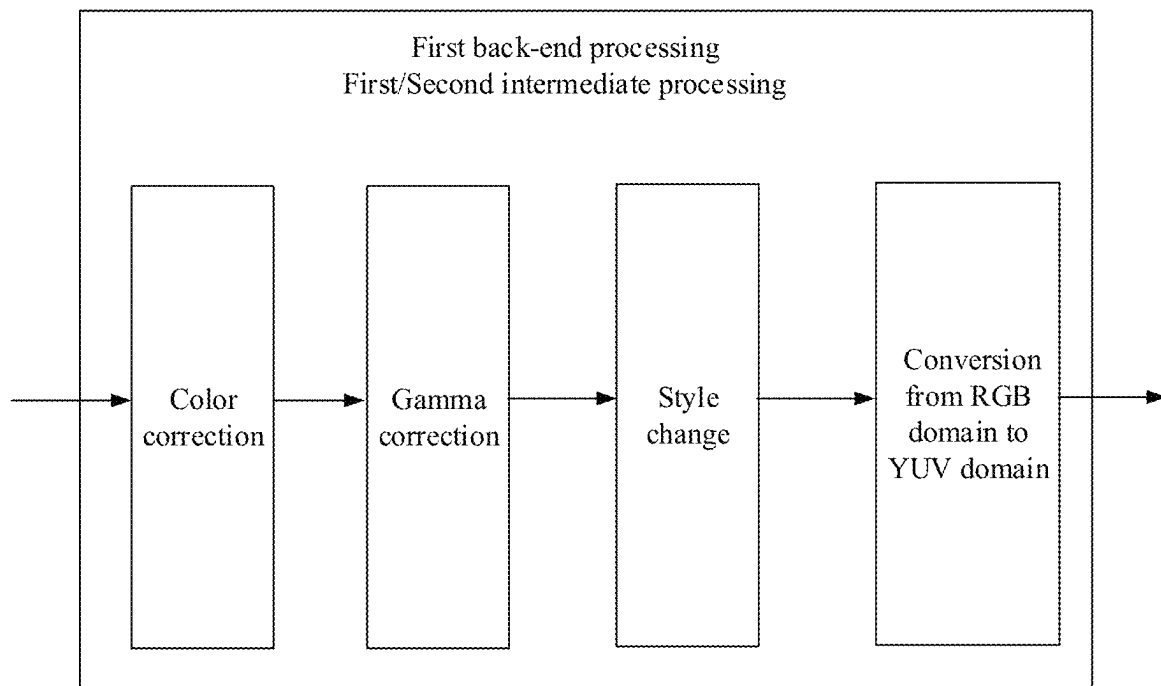 First back-end processing
First/Second intermediate processing
Color
correction
Gamma
correction
Style
change
Conversion
from RGB
domain to
YUV domain